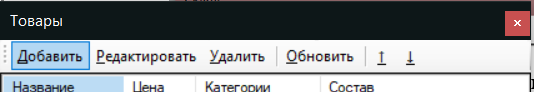 Товары
Добавить Редактировать Удалить Обновить ↑ ↓
Название Цена Категории Состав